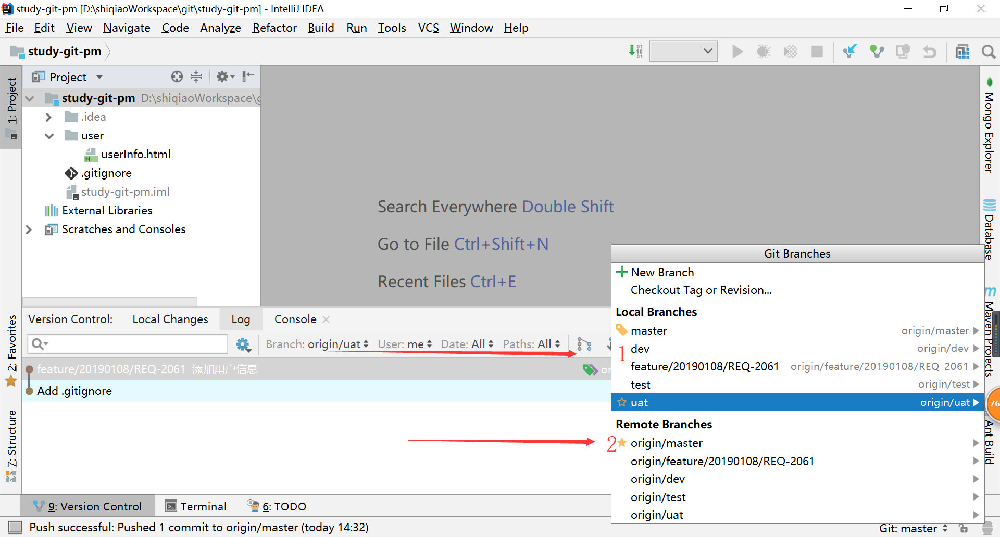 study-git-pm [D:\shiqiaoWorkspace\git\study-git-pm] - IntelliJ IDEA
File Edit View Navigate Code Analyze Refactor Build Run Tools VCS Window Help
study-git-pm
1: Project
Project
study-git-pm D:\shiqiaoWorkspace\g
.idea
user
userInfo.html
.gitignore
study-git-pm.iml
External Libraries
Scratches and Consoles
Search Everywhere Double Shift
Go to File Ctrl+Shift+N
Recent Files Ctrl+E
Mongo Explorer
Database
Maven Projects
Ant Build
2: Favorites
7: Structure
Version Control: Local Changes Log Console
Branch: origin/uat User: me Date: All Paths: All
feature/20190108/REQ-2061 添加用户信息 or
Add .gitignore
Git Branches
New Branch
Checkout Tag or Revision...
Local Branches
master origin/master
1
dev origin/dev
feature/20190108/REQ-2061 origin/feature/20190108/REQ-2061
test origin/test
uat origin/uat
76
Remote Branches
2
origin/master
origin/feature/20190108/REQ-2061
origin/dev
origin/test
origin/uat
9: Version Control Terminal 6: TODO
Push successful: Pushed 1 commit to origin/master (today 14:32)
Git: master